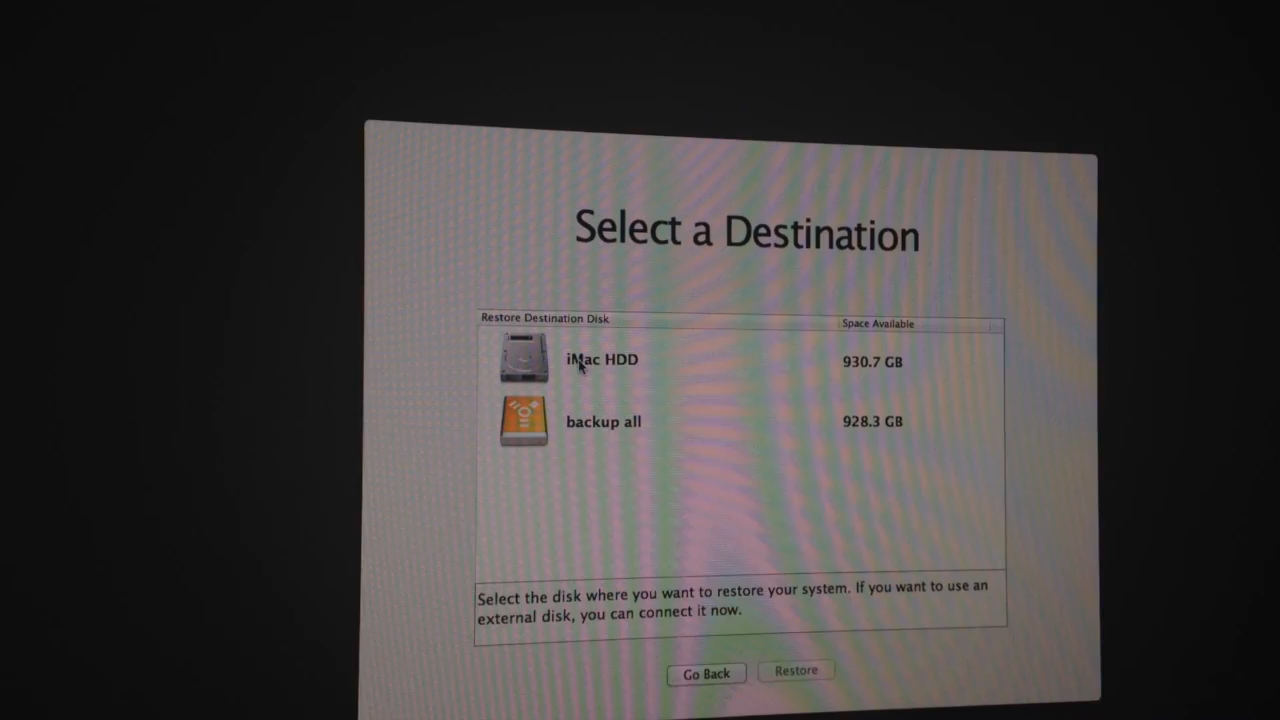 Select a Destination
Restore Destination Disk
Space Available
iMac HDD
930.7 GB
backup all
928.3 GB
Select the disk where you want to restore your system. If you want to use an
external disk, you can connect it now.
Go Back
Restore